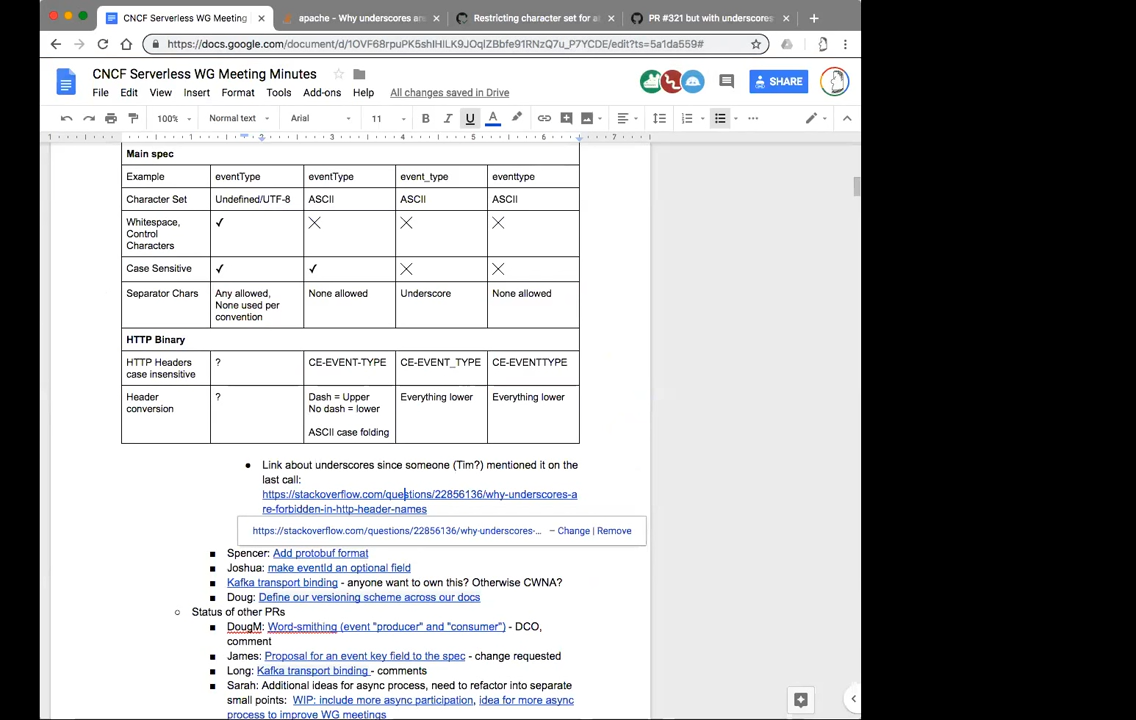 CNCF Serverless WG Meeting
apache - Why underscores are
Restricting character set for al
PR #321 but with underscores
https://docs.google.com/document/d/1OVF68rpuPK5shIHILK9JOqIZBbfe91RNzQ7u_P7YCDE/edit?ts=5a1da559#
CNCF Serverless WG Meeting Minutes
File Edit View Insert Format Tools Add-ons Help All changes saved in Drive
SHARE
100% Normal text Arial 11
1 1 2 3 4 5 6 7
Main spec
Example eventType eventType event_type eventtype
Character Set Undefined/UTF-8 ASCII ASCII ASCII
Whitespace, ✓ ╳ ╳ ╳
Control
Characters
Case Sensitive ✓ ✓ ╳ ╳
Separator Chars Any allowed, None allowed Underscore None allowed
None used per
convention
HTTP Binary
HTTP Headers ? CE-EVENT-TYPE CE-EVENT_TYPE CE-EVENTTYPE
case insensitive
Header ? Dash = Upper Everything lower Everything lower
conversion No dash = lower
ASCII case folding
● Link about underscores since someone (Tim?) mentioned it on the
last call:
https://stackoverflow.com/questions/22856136/why-underscores-a
re-forbidden-in-http-header-names
https://stackoverflow.com/questions/22856136/why-underscores-... – Change | Remove
■ Spencer: Add protobuf format
■ Joshua: make eventId an optional field
■ Kafka transport binding - anyone want to own this? Otherwise CWNA?
■ Doug: Define our versioning scheme across our docs
○ Status of other PRs
■ DougM: Word-smithing (event "producer" and "consumer") - DCO,
comment
■ James: Proposal for an event key field to the spec - change requested
■ Long: Kafka transport binding - comments
■ Sarah: Additional ideas for async process, need to refactor into separate
small points: WIP: include more async participation, idea for more async
process to improve WG meetings